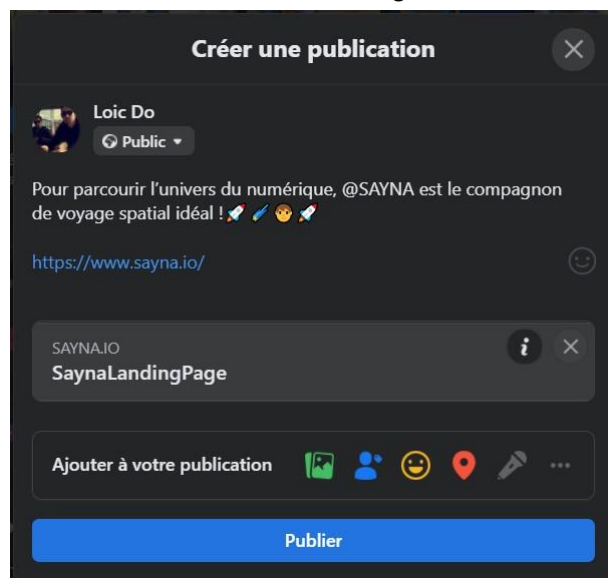 Créer une publication
Loic Do
Public
Pour parcourir l'univers du numérique, @SAYNA est le compagnon
de voyage spatial idéal ! 🚀 ☄️ 🧑 🚀
https://www.sayna.io/
SAYNA.IO
SaynaLandingPage
Ajouter à votre publication
Publier